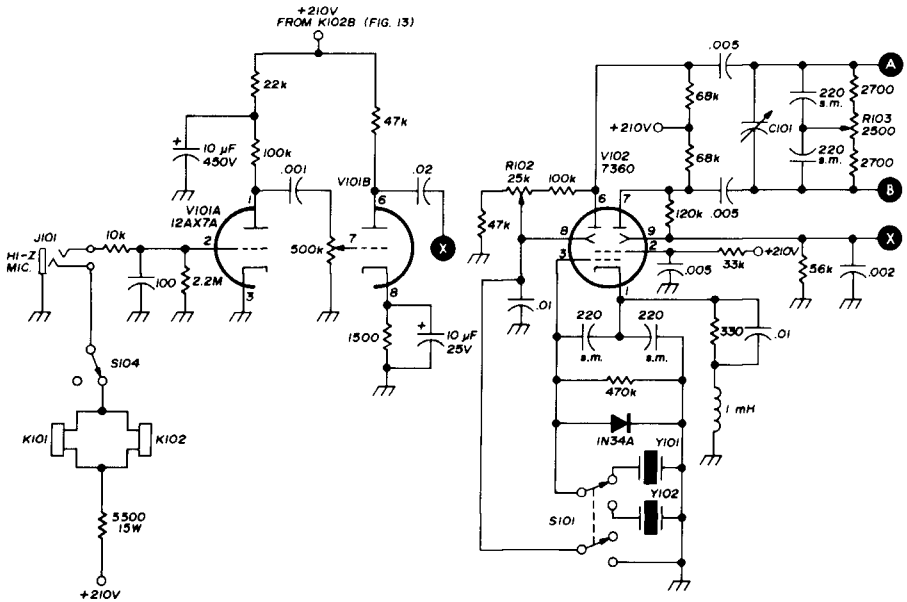 +210V
FROM K102B (FIG. 13)
22k
47k
10 µF
450V
100k
.001
.02
V101B
V101A
12AX7A
1
6
J101
HI-Z
MIC.
10k
2
500k
7
X
100
2.2M
3
8
1500
10 µF
25V
S104
K101
K102
3300
15W
+210V
.005
A
68k
220
s.m.
2700
+210V
C101
R103
2500
R102
25k
V102
7360
68k
220
s.m.
2700
100k
6
7
.005
B
47k
120k
8
9
X
3
2
+210V
.005
33k
56k
.002
.01
1
220
s.m.
220
s.m.
330
.01
470k
1 mH
1N34A
Y101
Y102
S101